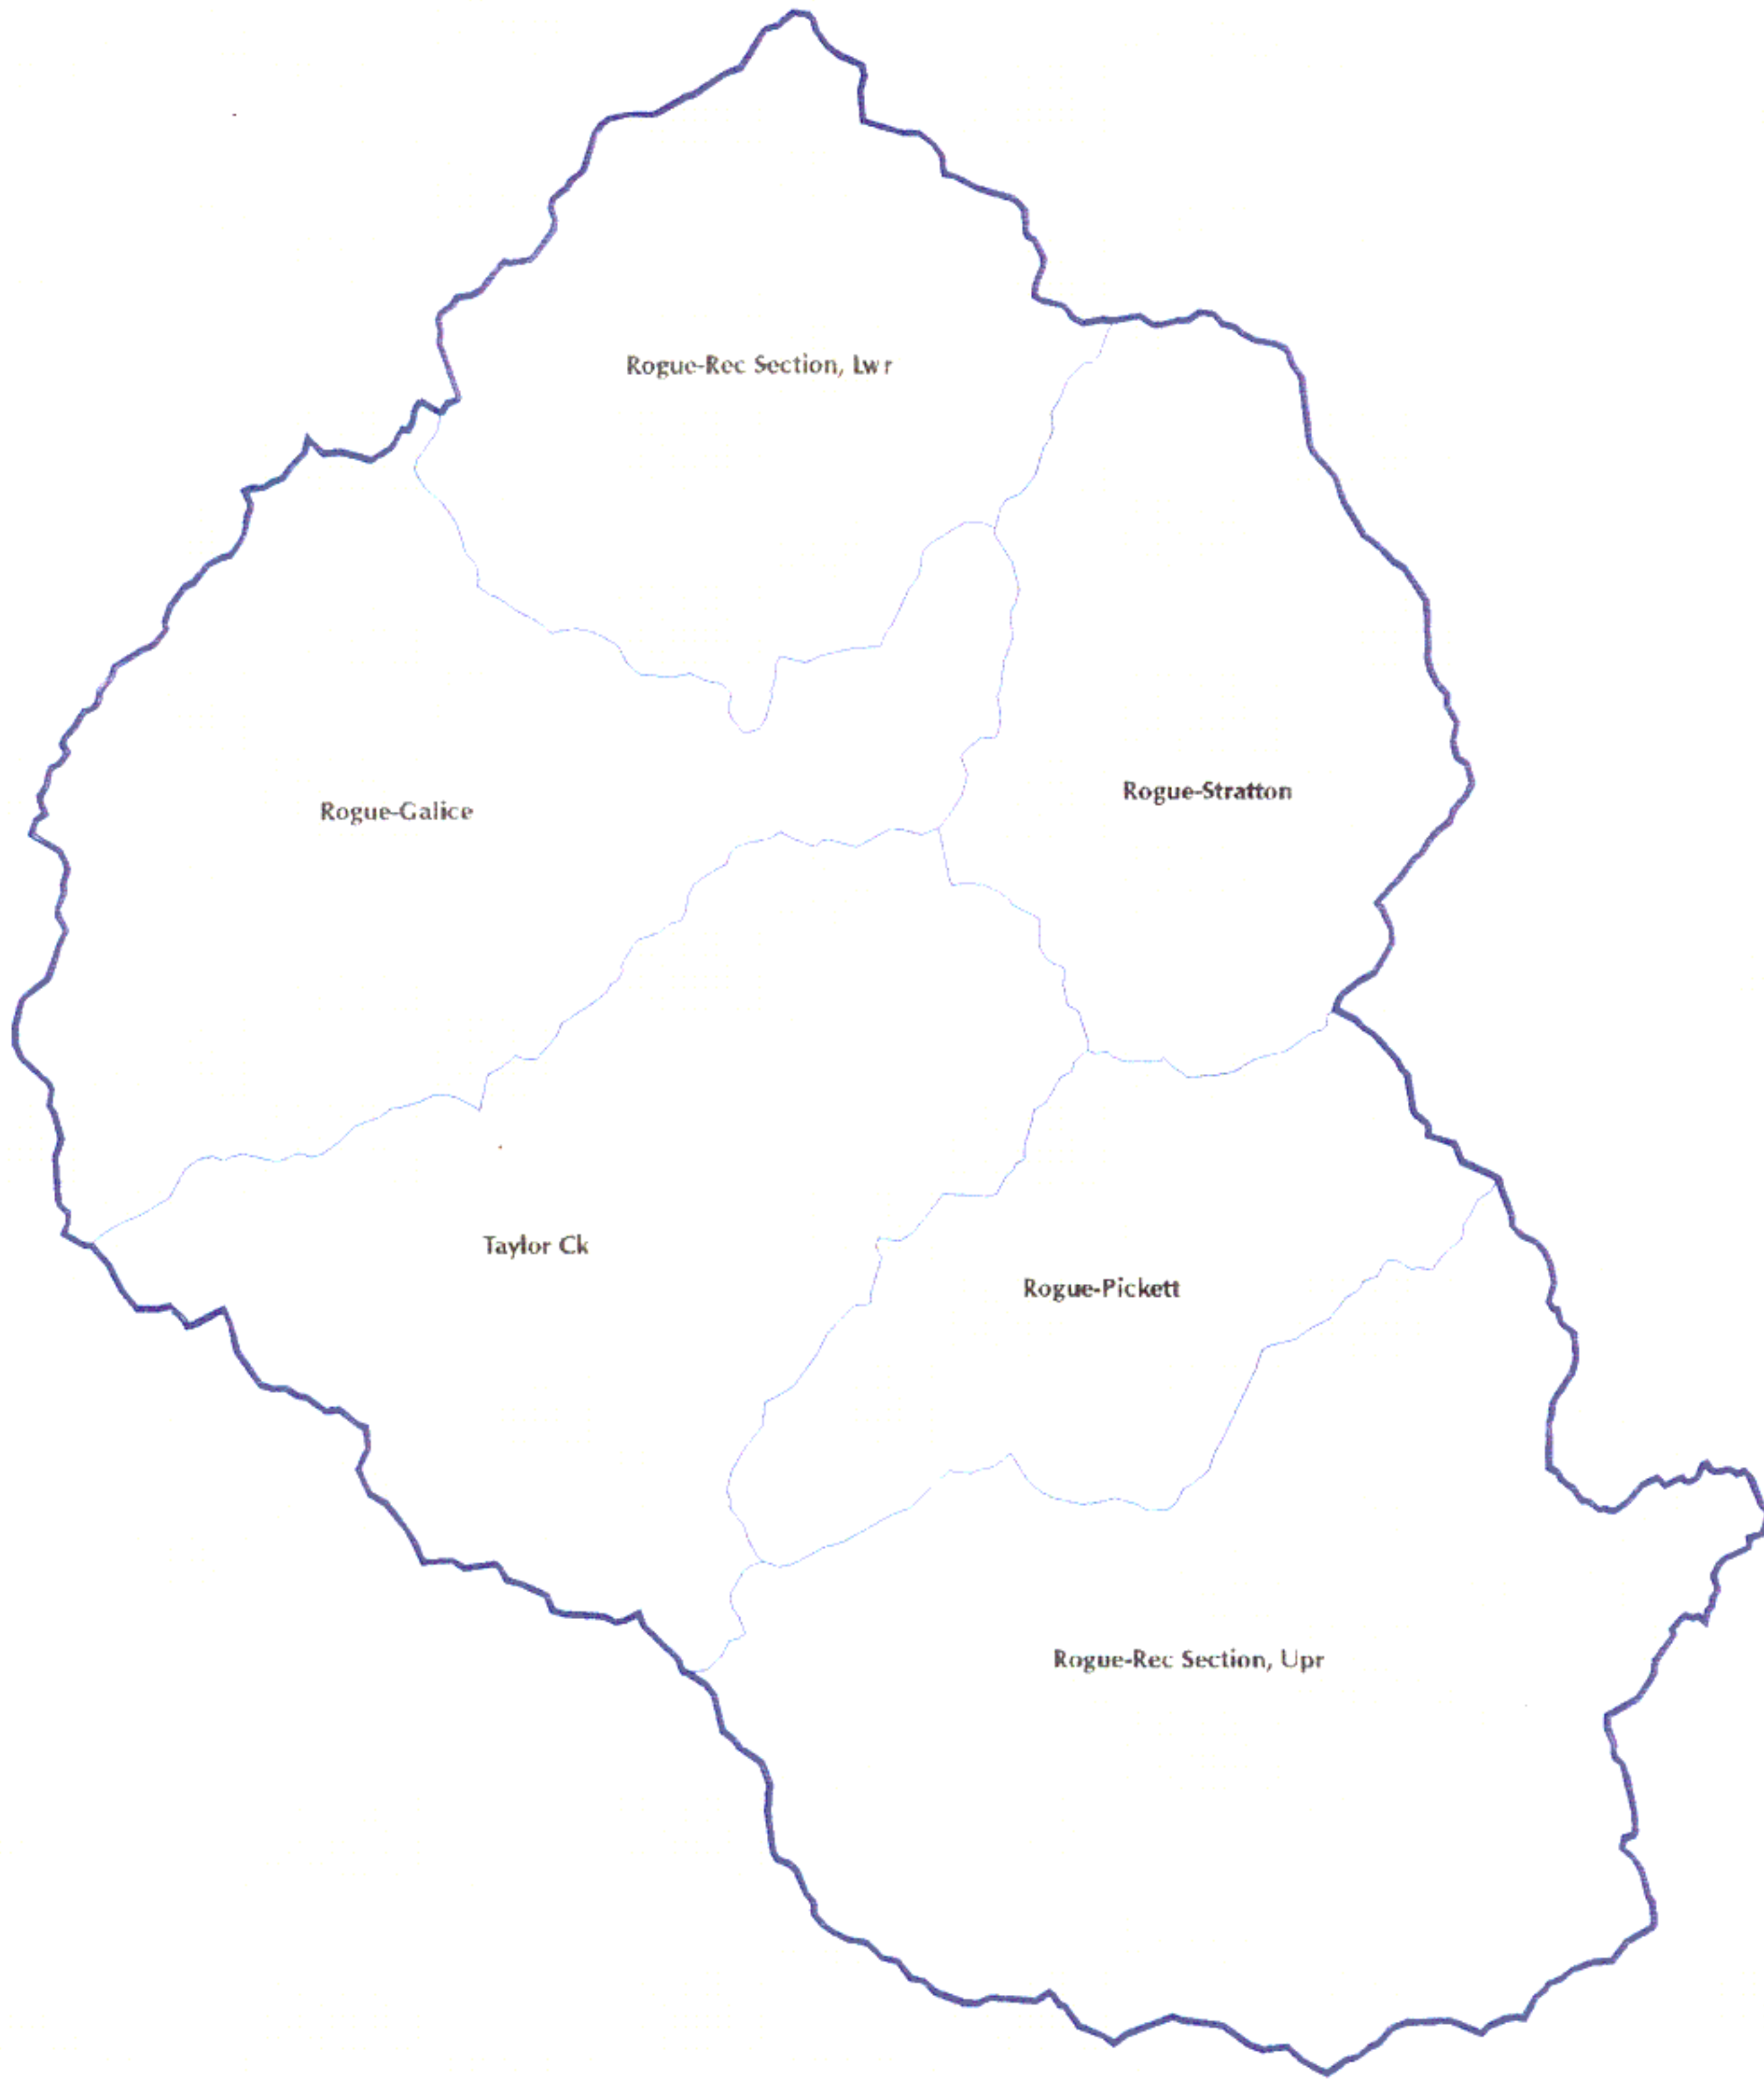 Rogue-Rec Section, Lwr
Rogue-Stratton
Rogue-Galice
Taylor Ck
Rogue-Pickett
Rogue-Rec Section, Upr